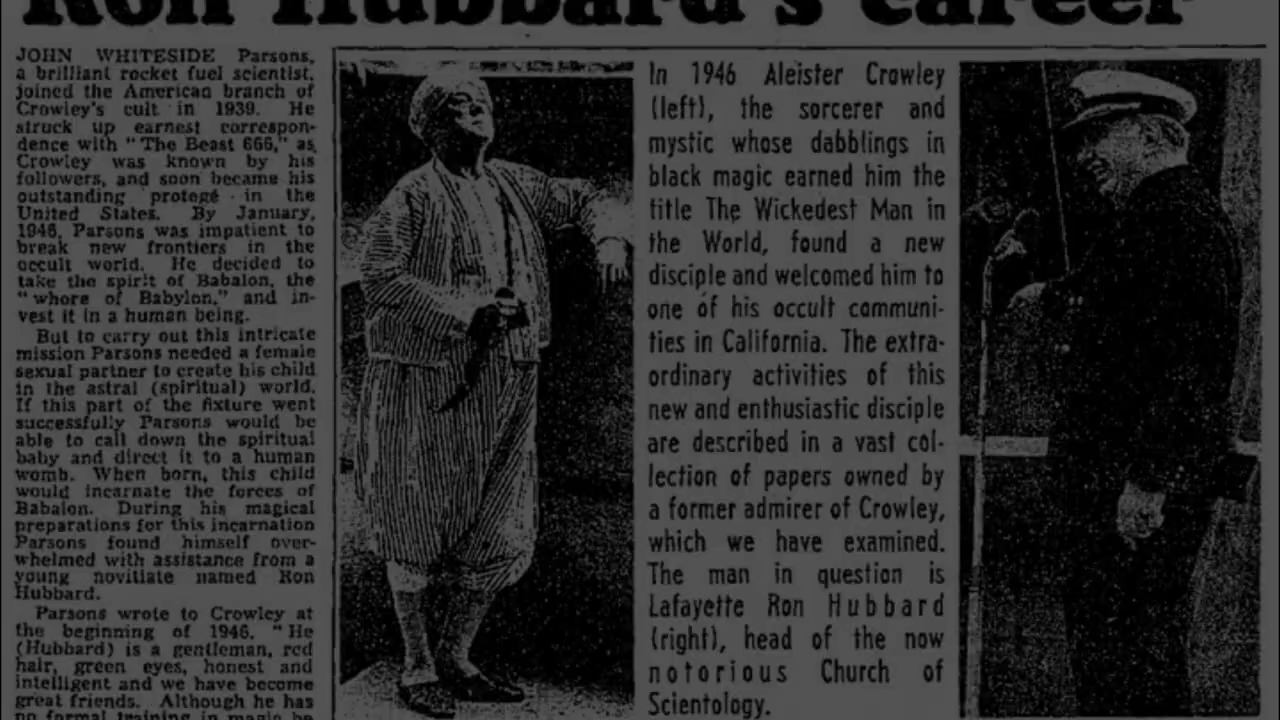 Ron Hubbard's career
JOHN WHITESIDE Parsons,
a brilliant rocket fuel scientist,
joined the American branch of
Crowley's cult in 1939. He
struck up earnest correspon-
dence with "The Beast 666," as
Crowley was known by his
followers, and soon became his
outstanding protegé in the
United States. By January,
1946, Parsons was impatient to
break new frontiers in the
occult world. He decided to
take the spirit of Babalon, the
"whore of Babylon," and in-
vest it in a human being.
But to carry out this intricate
mission Parsons needed a female
sexual partner to create his child
in the astral (spiritual) world.
If this part of the fixture went
successfully Parsons would be
able to call down the spiritual
baby and direct it to a human
womb. When born, this child
would incarnate the forces of
Babalon. During his magical
preparations for this incarnation
Parsons found himself over-
whelmed with assistance from a
young novitiate named Ron
Hubbard.
Parsons wrote to Crowley at
the beginning of 1946. "He
(Hubbard) is a gentleman, red
hair, green eyes, honest and
intelligent and we have become
great friends. Although he has
no formal training in magic he
In 1946 Aleister Crowley
(left), the sorcerer and
mystic whose dabblings in
black magic earned him the
title The Wickedest Man in
the World, found a new
disciple and welcomed him to
one of his occult communi-
ties in California. The extra-
ordinary activities of this
new and enthusiastic disciple
are described in a vast col-
lection of papers owned by
a former admirer of Crowley,
which we have examined.
The man in question is
Lafayette Ron Hubbard
(right), head of the now
notorious Church of
Scientology.